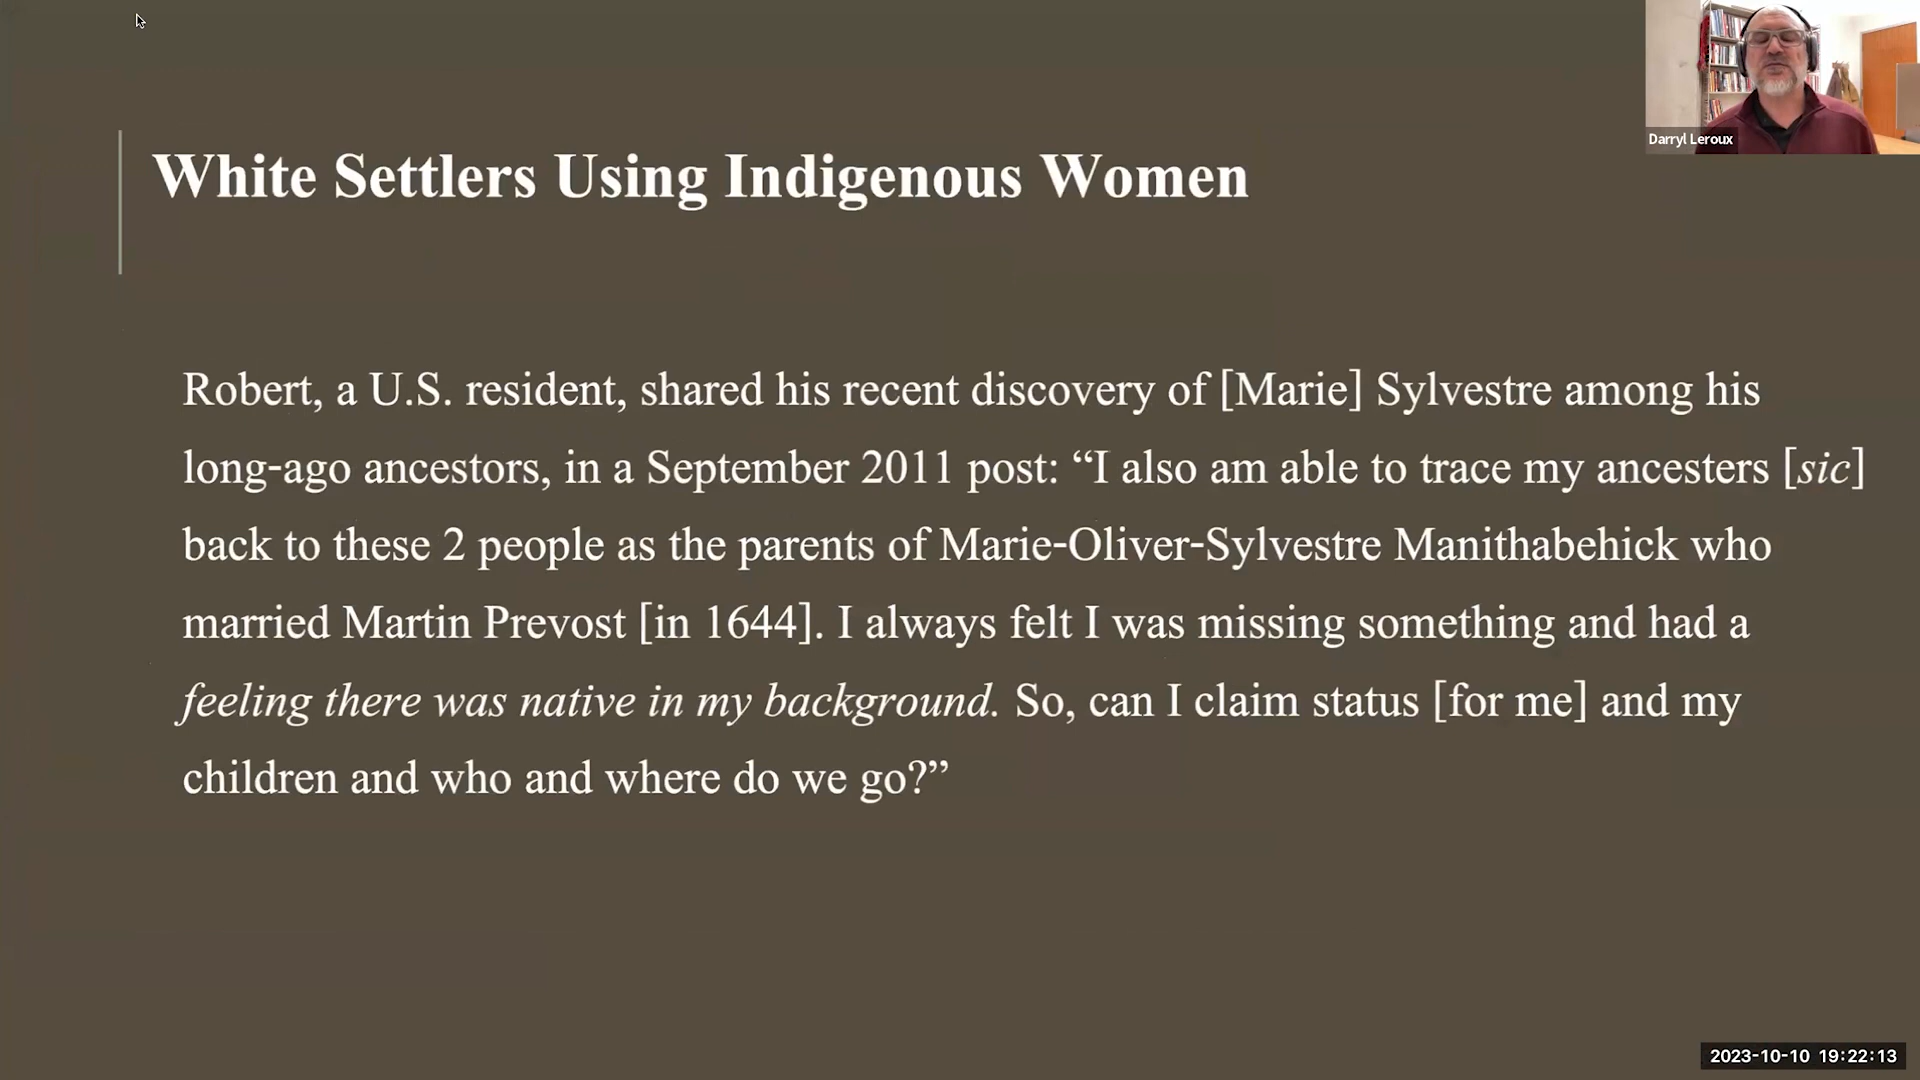 Darryl Leroux
White Settlers Using Indigenous Women
Robert, a U.S. resident, shared his recent discovery of [Marie] Sylvestre among his
long-ago ancestors, in a September 2011 post: “I also am able to trace my ancesters [sic]
back to these 2 people as the parents of Marie-Oliver-Sylvestre Manithabehick who
married Martin Prevost [in 1644]. I always felt I was missing something and had a
feeling there was native in my background. So, can I claim status [for me] and my
children and who and where do we go?”
2023-10-10 19:22:13